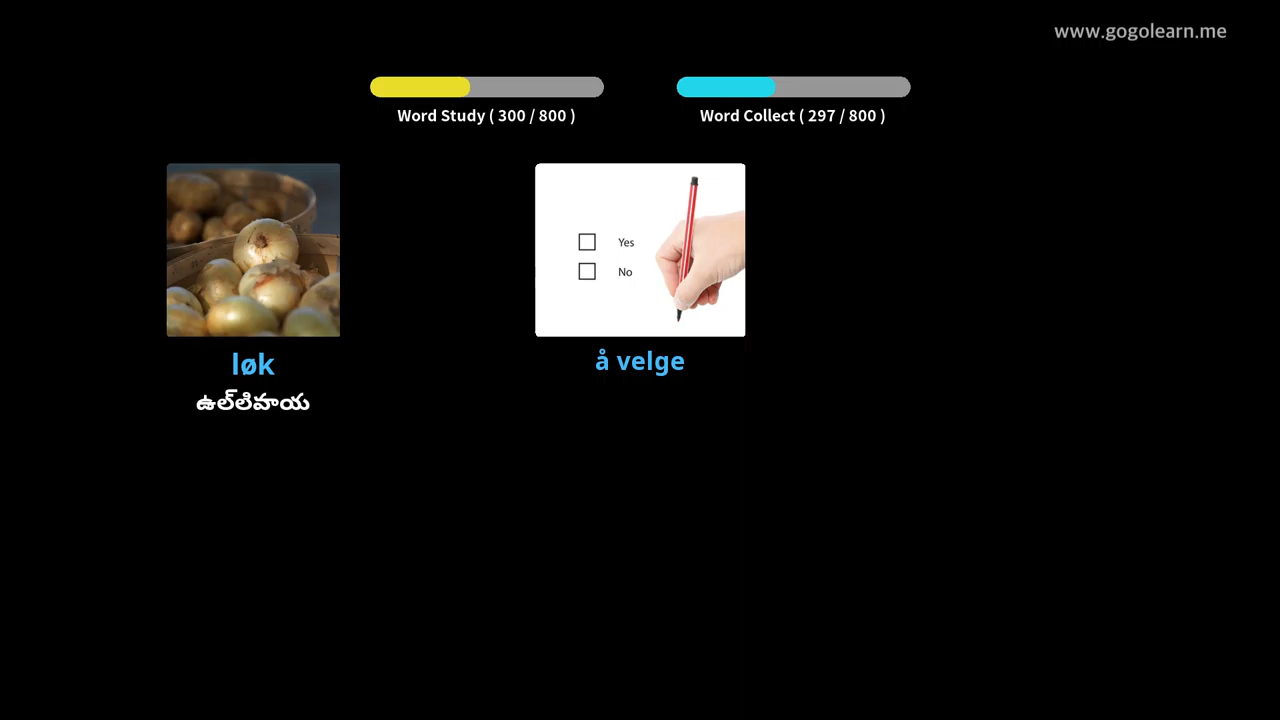 www.gogolearn.me
Word Study ( 300 / 800 )
Word Collect ( 297 / 800 )
Yes
No
løk
å velge
ఉల్‌లిపాయ